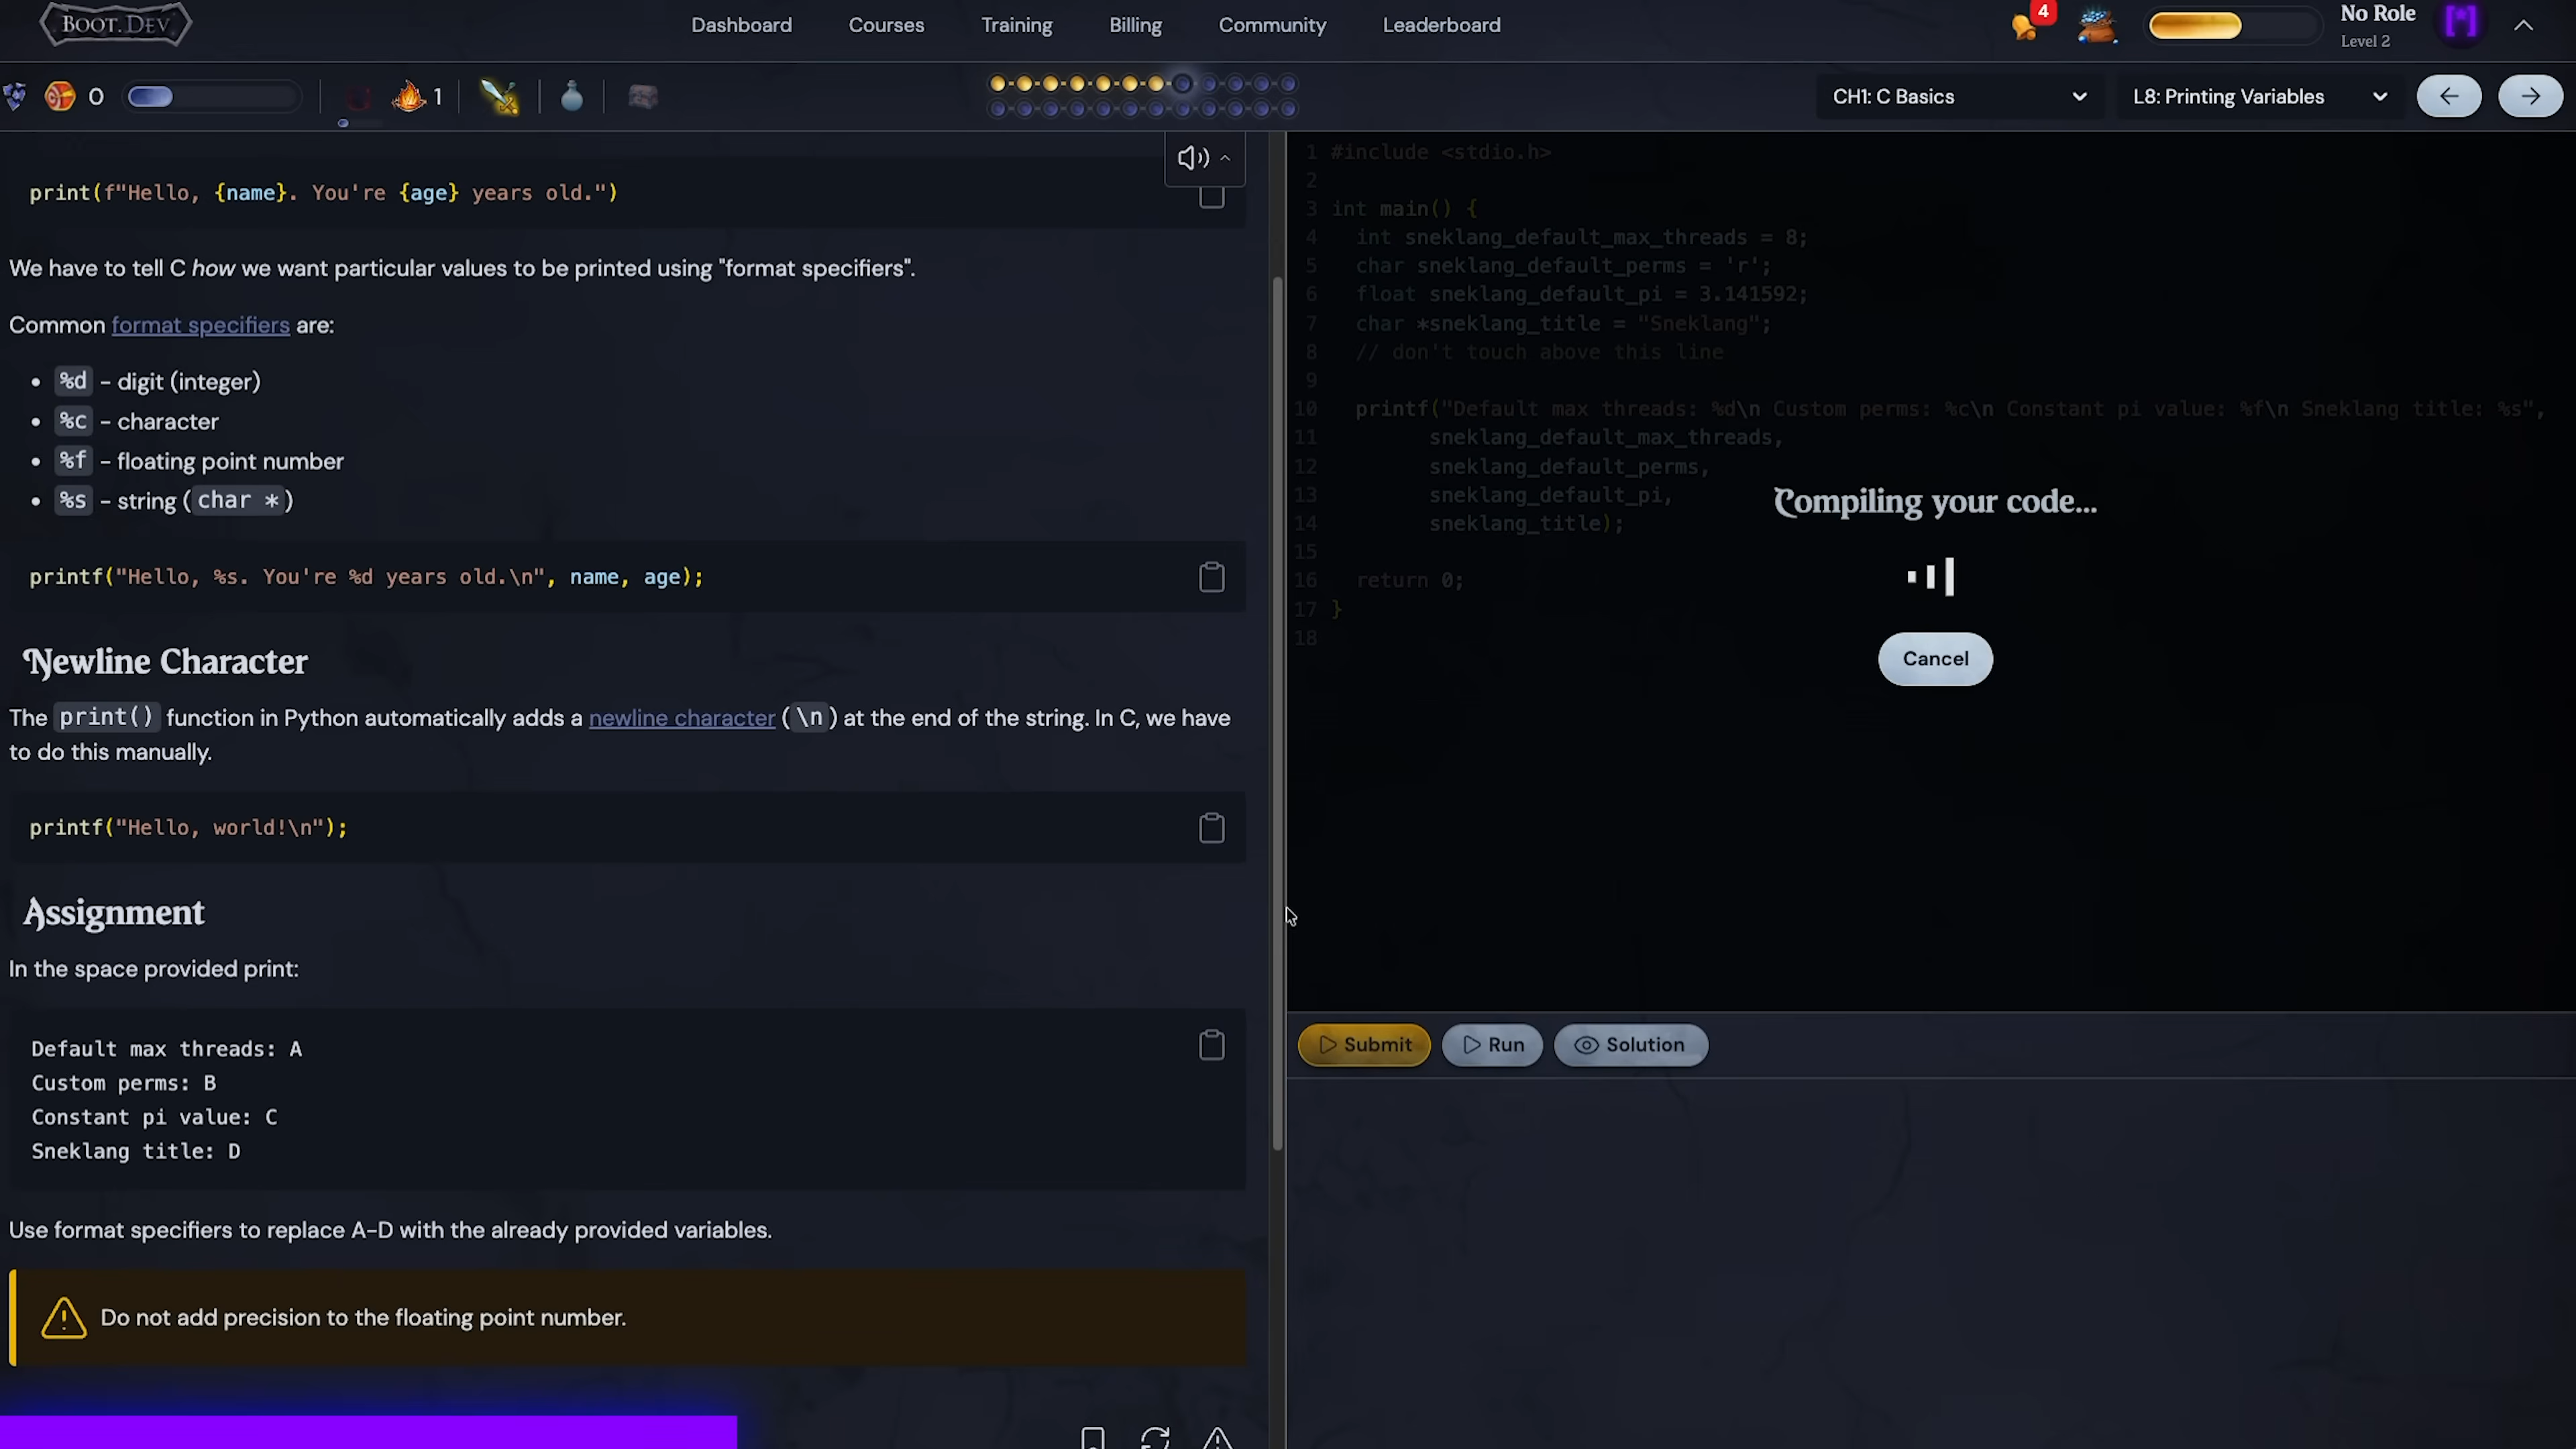 BOOT.DEV
Dashboard
Courses
Training
Billing
Community
Leaderboard
4
No Role
Level 2
0
1
CH1: C Basics
L8: Printing Variables
print(f"Hello, {name}. You're {age} years old.")
We have to tell C how we want particular values to be printed using "format specifiers".
Common format specifiers are:
• %d – digit (integer)
• %c – character
• %f – floating point number
• %s – string (char *)
printf("Hello, %s. You're %d years old.\n", name, age);
Newline Character
The print() function in Python automatically adds a newline character (\n) at the end of the string. In C, we have
to do this manually.
printf("Hello, world!\n");
Assignment
In the space provided print:
Default max threads: A
Custom perms: B
Constant pi value: C
Sneklang title: D
Use format specifiers to replace A-D with the already provided variables.
Do not add precision to the floating point number.
1 #include <stdio.h>
2
3 int main() {
4 int sneklang_default_max_threads = 8;
5 char sneklang_default_perms = 'r';
6 float sneklang_default_pi = 3.141592;
7 char *sneklang_title = "Sneklang";
8 // don't touch above this line
9
10 printf("Default max threads: %d\n Custom perms: %c\n Constant pi value: %f\n Sneklang title: %s",
11 sneklang_default_max_threads,
12 sneklang_default_perms,
13 sneklang_default_pi,
14 sneklang_title);
15
16 return 0;
17 }
18
Compiling your code...
Cancel
Submit
Run
Solution